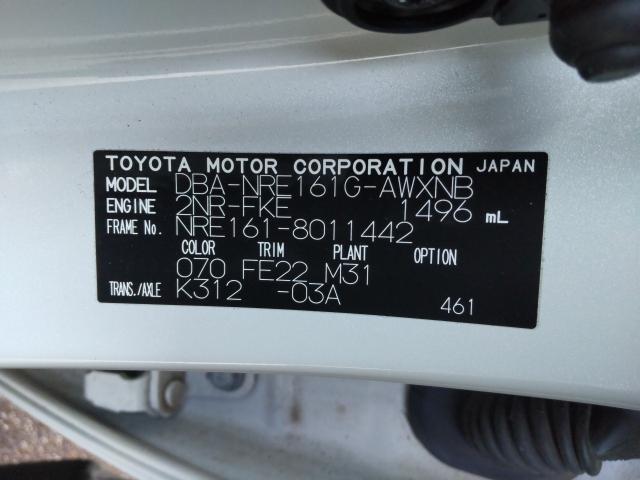 TOYOTA MOTOR CORPORATION JAPAN
MODEL DBA-NRE161G-AWXNB
ENGINE 2NR-FKE 1496 mL
FRAME No. NRE161-8011442
COLOR TRIM PLANT OPTION
070 FE22 M31
TRANS./AXLE K312 -03A 461